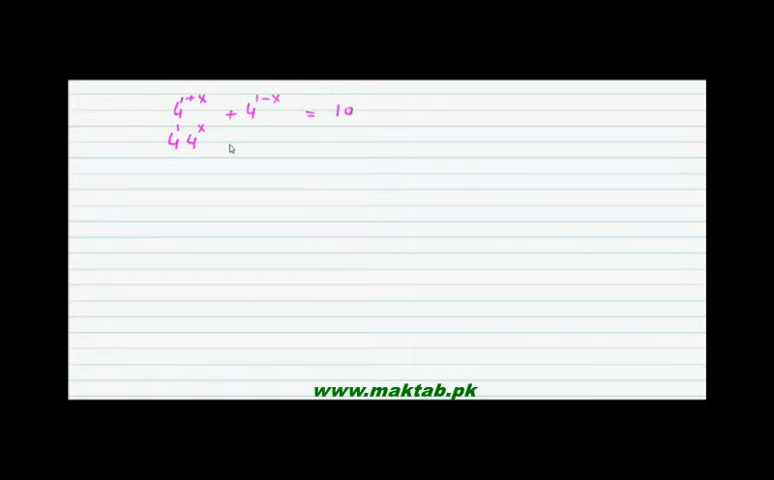 4^{1+x} + 4^{1-x} = 10
4^1 4^x
www.maktab.pk